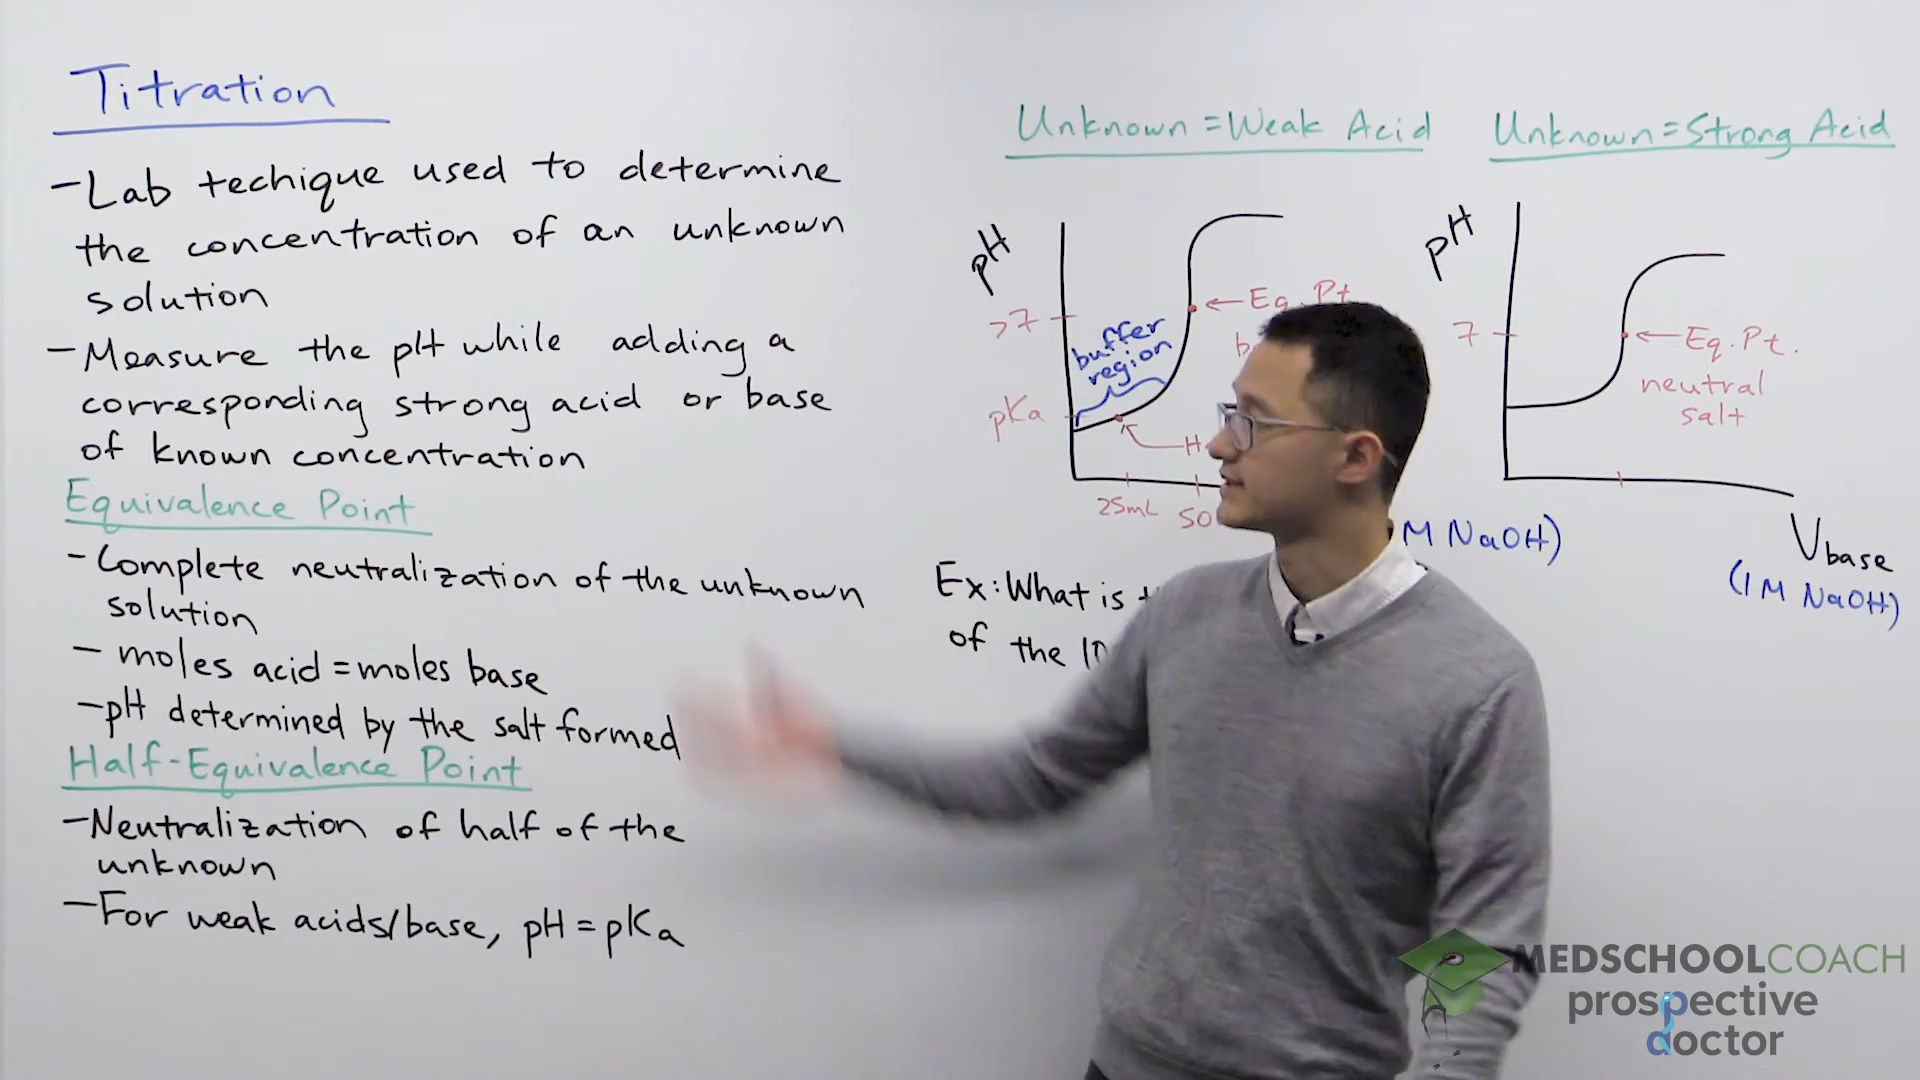 Titration
-Lab techique used to determine
the concentration of an unknown
solution
-Measure the pH while adding a
corresponding strong acid or base
of known concentration
Equivalence Point
-Complete neutralization of the unknown
solution
- moles acid = moles base
-pH determined by the salt formed
Half-Equivalence Point
-Neutralization of half of the
unknown
-For weak acids/base, pH = pKa
Unknown = Weak Acid
pH
>7
pKa
buffer
region
←Eq. Pt.
25mL
M NaOH)
Ex: What is
of the
Unknown = Strong Acid
pH
7
←Eq. Pt.
neutral
salt
Vbase
(1 M NaOH)
MEDSCHOOLCOACH
prospective
doctor